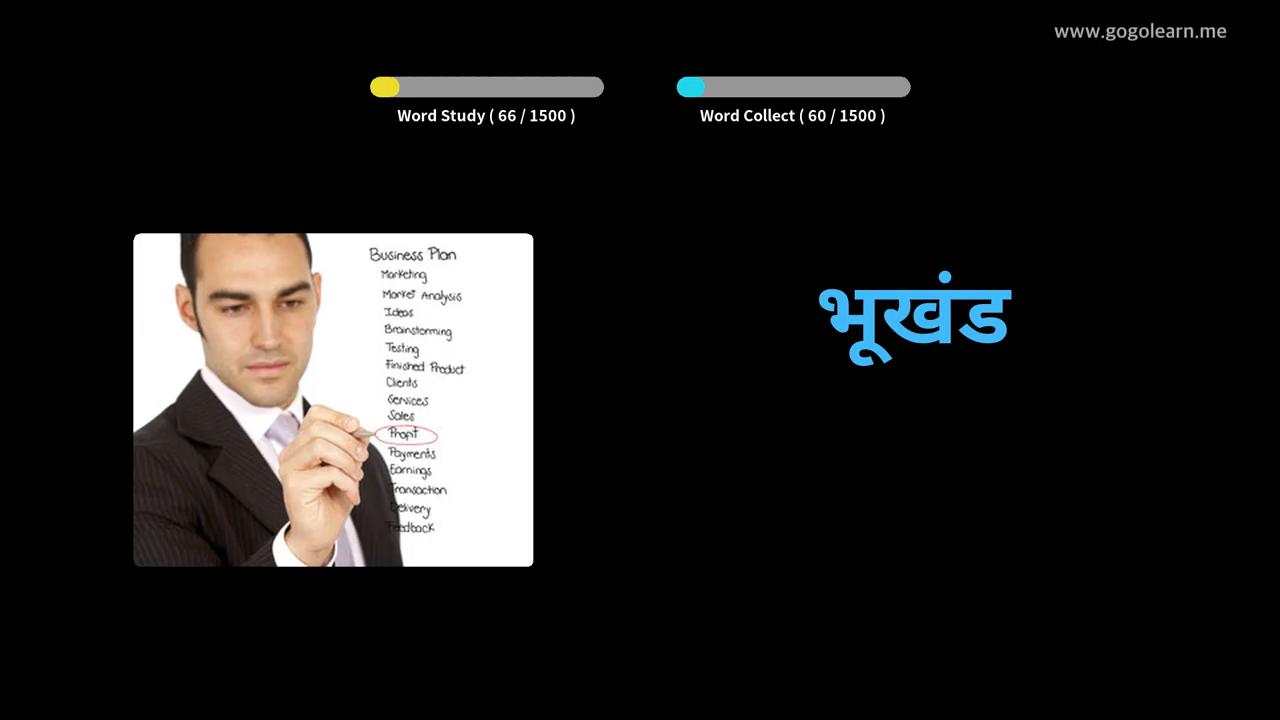 www.gogolearn.me
Word Study ( 66 / 1500 )
Word Collect ( 60 / 1500 )
Business Plan
Marketing
Market Analysis
Ideas
Brainstorming
Testing
Finished Product
Clients
Services
Sales
Profit
Payments
Earnings
Transaction
Delivery
Feedback
भूखंड